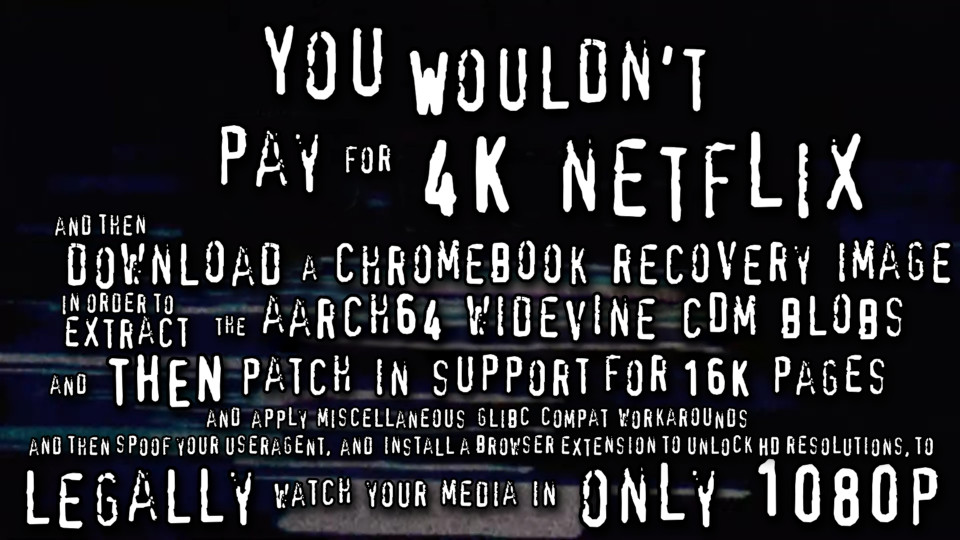 YOU WOULDN'T
PAY FOR 4K NETFLIX
AND THEN
DOWNLOAD A CHROMEBOOK RECOVERY IMAGE
IN ORDER TO
EXTRACT THE AARCH64 WIDEVINE CDM BLOBS
AND THEN PATCH IN SUPPORT FOR 16K PAGES
AND APPLY MISCELLANEOUS GLIBC COMPAT WORKAROUNDS
AND THEN SPOOF YOUR USERAGENT, AND INSTALL A BROWSER EXTENSION TO UNLOCK HD RESOLUTIONS, TO
LEGALLY WATCH YOUR MEDIA IN ONLY 1080P